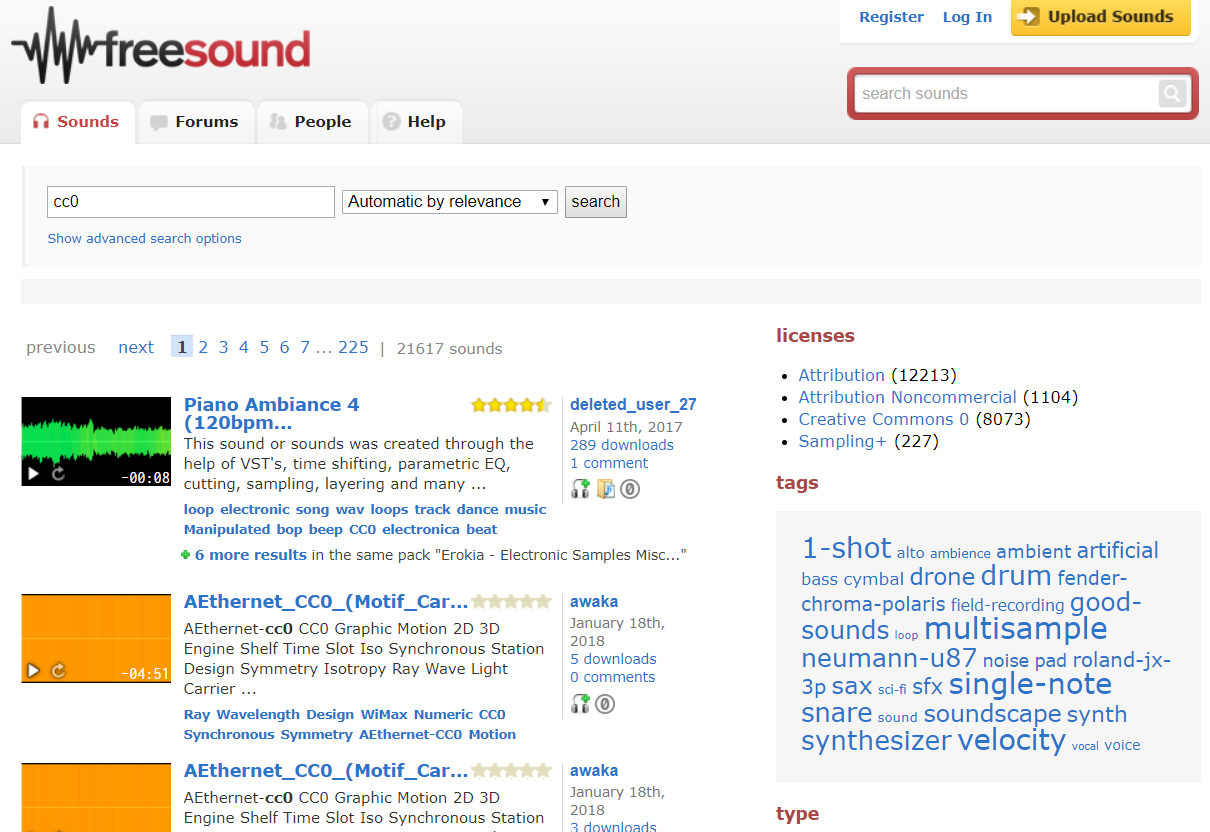 freesound
Register Log In Upload Sounds
search sounds
Sounds Forums People Help
cc0 Automatic by relevance search
Show advanced search options
previous next 1 2 3 4 5 6 7 ... 225 | 21617 sounds
Piano Ambiance 4
(120bpm...
This sound or sounds was created through the
help of VST's, time shifting, parametric EQ,
cutting, sampling, layering and many ...
loop electronic song wav loops track dance music
Manipulated bop beep CC0 electronica beat
6 more results in the same pack "Erokia - Electronic Samples Misc..."
-00:08
deleted_user_27
April 11th, 2017
289 downloads
1 comment
0
AEthernet_CC0_(Motif_Car...
AEthernet-cc0 CC0 Graphic Motion 2D 3D
Engine Shelf Time Slot Iso Synchronous Station
Design Symmetry Isotropy Ray Wave Light
Carrier ...
Ray Wavelength Design WiMax Numeric CC0
Synchronous Symmetry AEthernet-CC0 Motion
-04:51
awaka
January 18th,
2018
5 downloads
0 comments
0
AEthernet_CC0_(Motif_Car...
AEthernet-cc0 CC0 Graphic Motion 2D 3D
Engine Shelf Time Slot Iso Synchronous Station
awaka
January 18th,
2018
3 downloads
licenses
Attribution (12213)
Attribution Noncommercial (1104)
Creative Commons 0 (8073)
Sampling+ (227)
tags
1-shot alto ambience ambient artificial
bass cymbal drone drum fender-
chroma-polaris field-recording good-
sounds loop multisample
neumann-u87 noise pad roland-jx-
3p sax sci-fi sfx single-note
snare sound soundscape synth
synthesizer velocity vocal voice
type